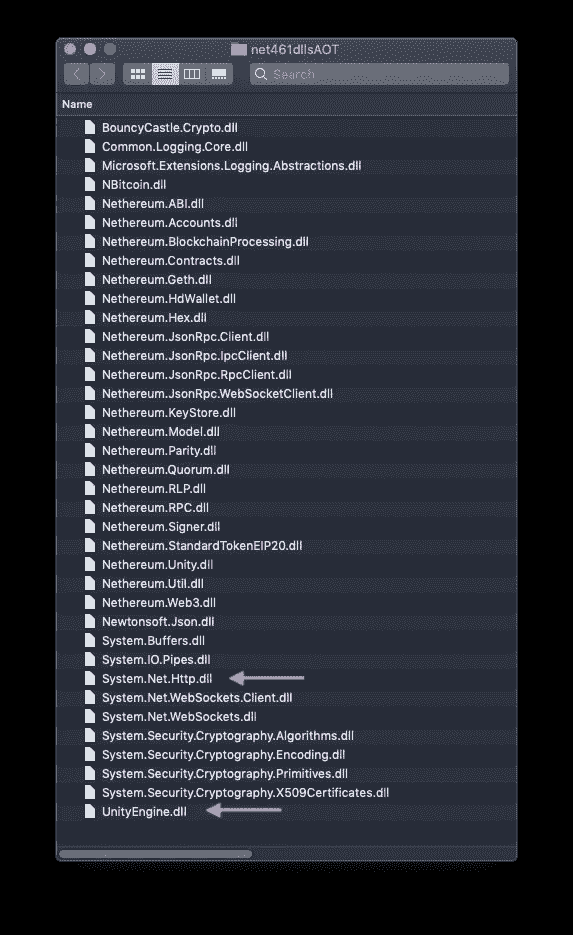 net461dllsAOT
Search
Name
BouncyCastle.Crypto.dll
Common.Logging.Core.dll
Microsoft.Extensions.Logging.Abstractions.dll
NBitcoin.dll
Nethereum.ABI.dll
Nethereum.Accounts.dll
Nethereum.BlockchainProcessing.dll
Nethereum.Contracts.dll
Nethereum.Geth.dll
Nethereum.HdWallet.dll
Nethereum.Hex.dll
Nethereum.JsonRpc.Client.dll
Nethereum.JsonRpc.IpcClient.dll
Nethereum.JsonRpc.RpcClient.dll
Nethereum.JsonRpc.WebSocketClient.dll
Nethereum.KeyStore.dll
Nethereum.Model.dll
Nethereum.Parity.dll
Nethereum.Quorum.dll
Nethereum.RLP.dll
Nethereum.RPC.dll
Nethereum.Signer.dll
Nethereum.StandardTokenEIP20.dll
Nethereum.Unity.dll
Nethereum.Util.dll
Nethereum.Web3.dll
Newtonsoft.Json.dll
System.Buffers.dll
System.IO.Pipes.dll
System.Net.Http.dll
System.Net.WebSockets.Client.dll
System.Net.WebSockets.dll
System.Security.Cryptography.Algorithms.dll
System.Security.Cryptography.Encoding.dll
System.Security.Cryptography.Primitives.dll
System.Security.Cryptography.X509Certificates.dll
UnityEngine.dll